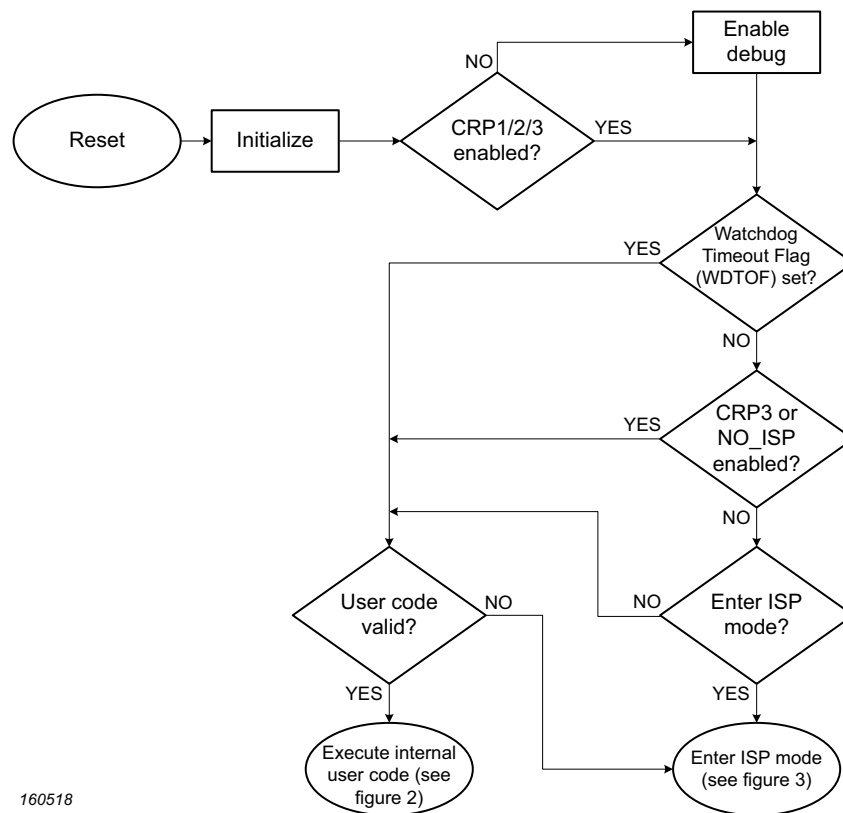 Enable
debug
NO
Reset
Initialize
CRP1/2/3
enabled?
YES
Watchdog
Timeout Flag
(WDTOF) set?
YES
NO
CRP3 or
NO_ISP
enabled?
YES
NO
User code
valid?
NO
NO
Enter ISP
mode?
YES
YES
Execute internal
user code (see
figure 2)
Enter ISP mode
(see figure 3)
160518